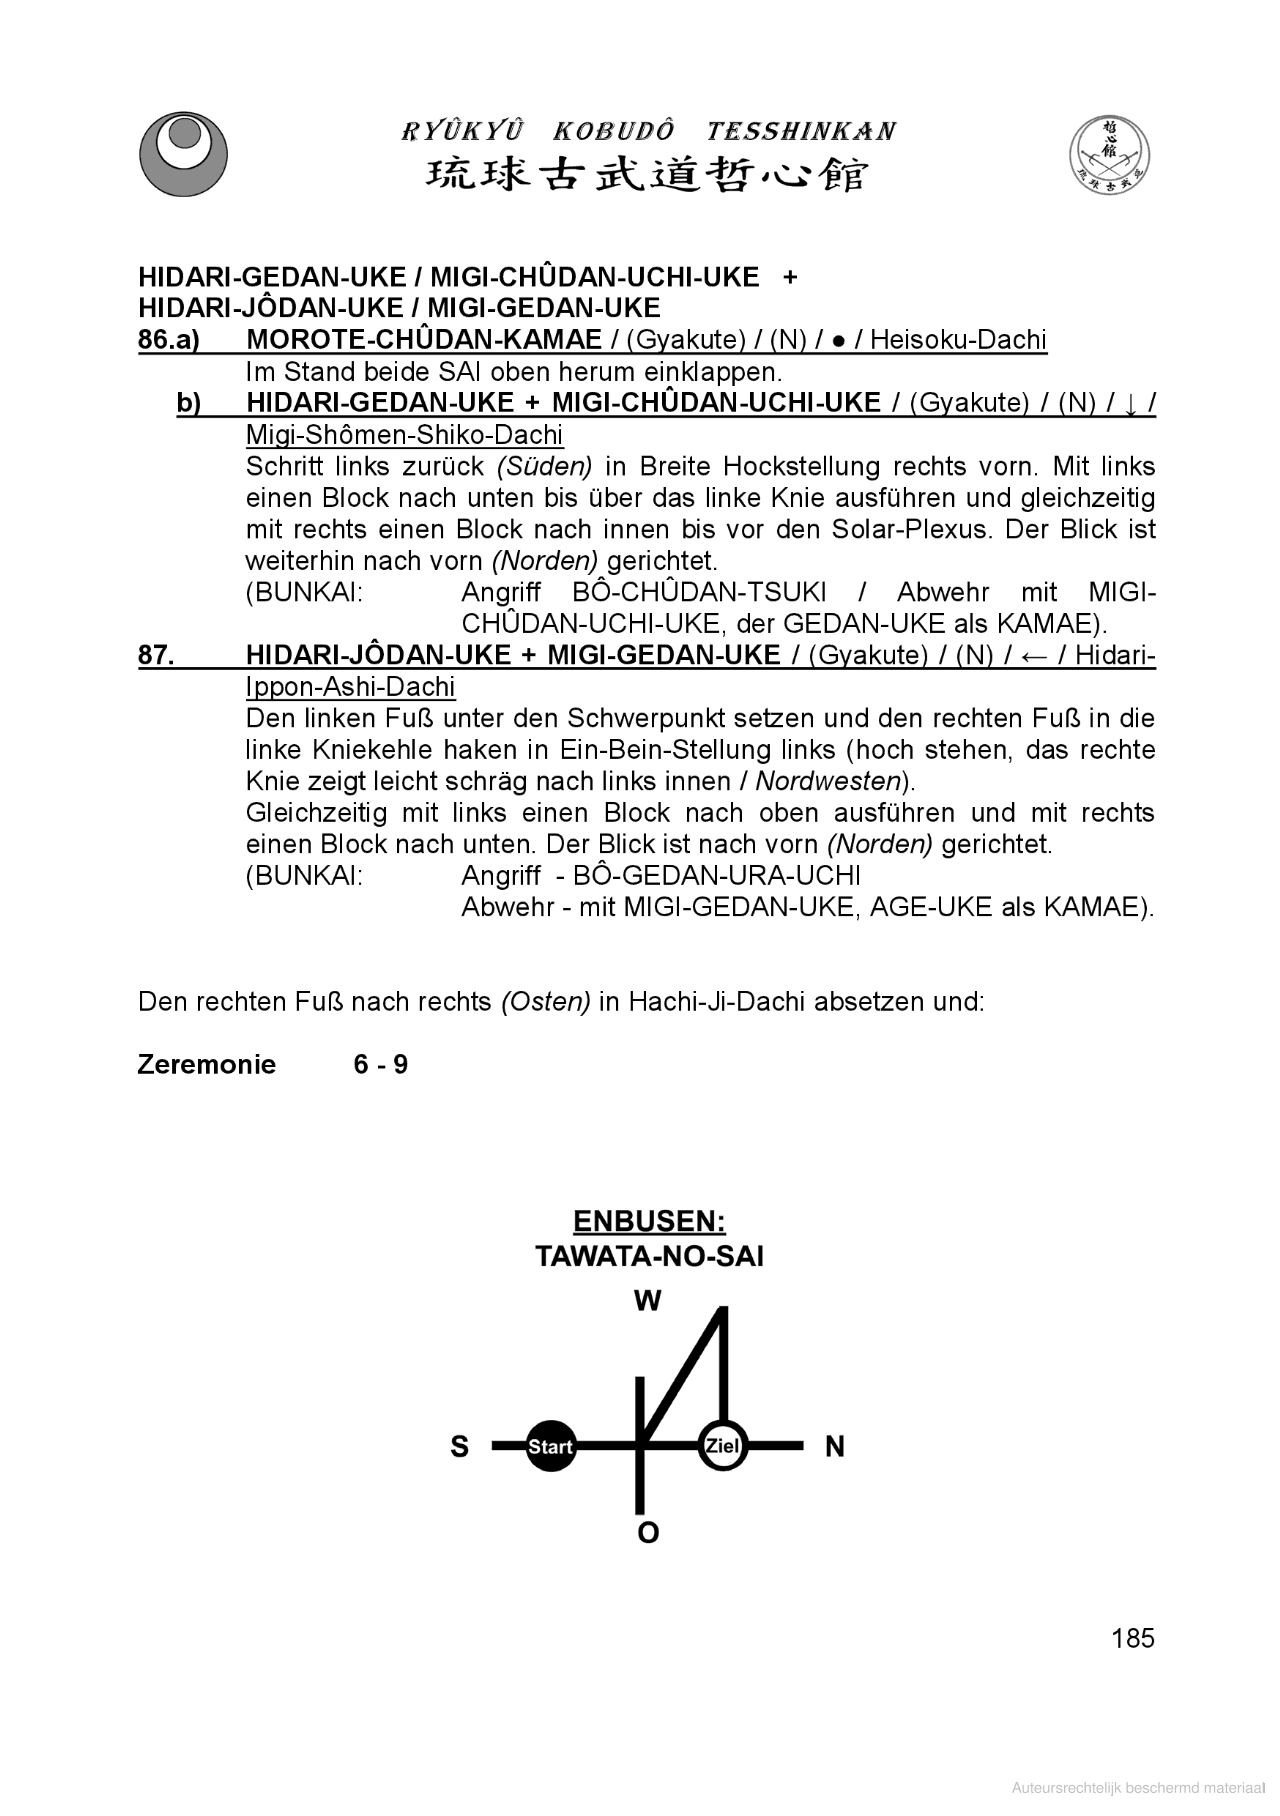 RYÛKYÛ KOBUDÔ TESSHINKAN
琉球古武道哲心館
哲心館
琉球古武道
HIDARI-GEDAN-UKE / MIGI-CHÛDAN-UCHI-UKE +
HIDARI-JÔDAN-UKE / MIGI-GEDAN-UKE
86.a) MOROTE-CHÛDAN-KAMAE / (Gyakute) / (N) / ● / Heisoku-Dachi
Im Stand beide SAI oben herum einklappen.
b) HIDARI-GEDAN-UKE + MIGI-CHÛDAN-UCHI-UKE / (Gyakute) / (N) / ↓ /
Migi-Shômen-Shiko-Dachi
Schritt links zurück (Süden) in Breite Hockstellung rechts vorn. Mit links
einen Block nach unten bis über das linke Knie ausführen und gleichzeitig
mit rechts einen Block nach innen bis vor den Solar-Plexus. Der Blick ist
weiterhin nach vorn (Norden) gerichtet.
(BUNKAI: Angriff BÔ-CHÛDAN-TSUKI / Abwehr mit MIGI-
CHÛDAN-UCHI-UKE, der GEDAN-UKE als KAMAE).
87. HIDARI-JÔDAN-UKE + MIGI-GEDAN-UKE / (Gyakute) / (N) / ← / Hidari-
Ippon-Ashi-Dachi
Den linken Fuß unter den Schwerpunkt setzen und den rechten Fuß in die
linke Kniekehle haken in Ein-Bein-Stellung links (hoch stehen, das rechte
Knie zeigt leicht schräg nach links innen / Nordwesten).
Gleichzeitig mit links einen Block nach oben ausführen und mit rechts
einen Block nach unten. Der Blick ist nach vorn (Norden) gerichtet.
(BUNKAI: Angriff - BÔ-GEDAN-URA-UCHI
Abwehr - mit MIGI-GEDAN-UKE, AGE-UKE als KAMAE).
Den rechten Fuß nach rechts (Osten) in Hachi-Ji-Dachi absetzen und:
Zeremonie 6 - 9
ENBUSEN:
TAWATA-NO-SAI
W
S Start Ziel N
O
185
Auteursrechtelijk beschermd materiaal